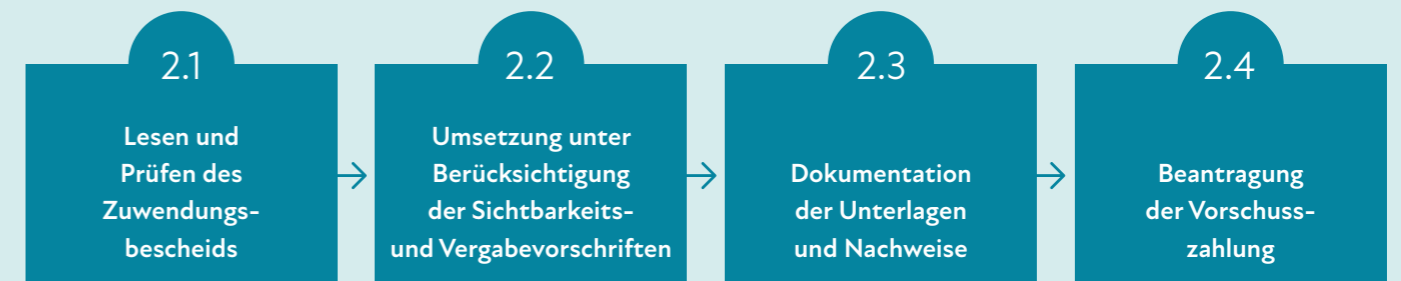 2.1
Lesen und
Prüfen des
Zuwendungs-
bescheids
2.2
Umsetzung unter
Berücksichtigung
der Sichtbarkeits-
und Vergabevorschriften
2.3
Dokumentation
der Unterlagen
und Nachweise
2.4
Beantragung
der Vorschuss-
zahlung